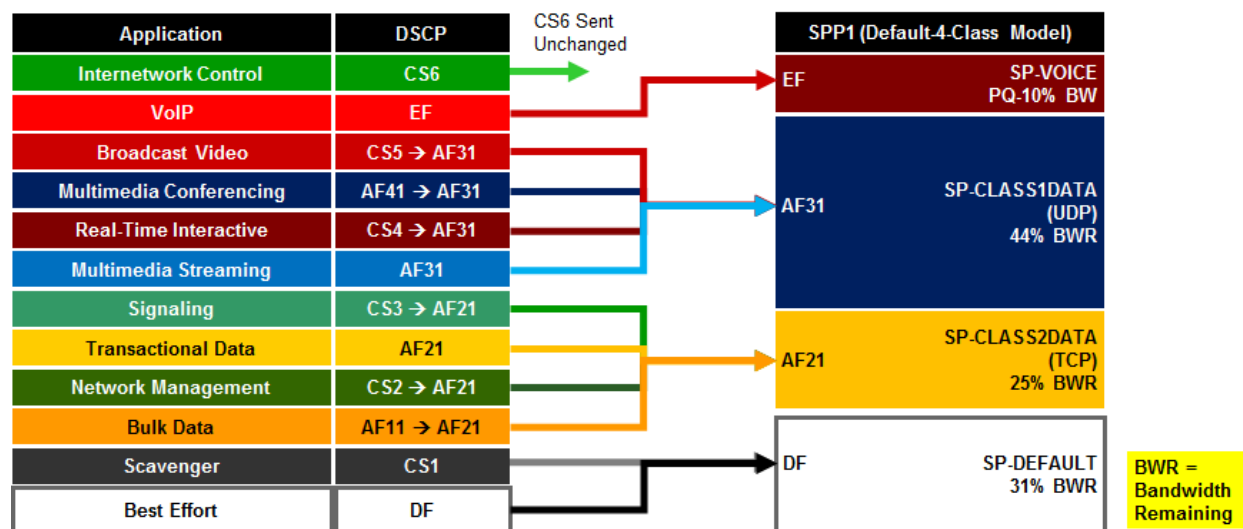 Application DSCP
CS6 Sent
Unchanged
SPP1 (Default-4-Class Model)
Internetwork Control CS6
VoIP EF
Broadcast Video CS5 → AF31
Multimedia Conferencing AF41 → AF31
Real-Time Interactive CS4 → AF31
Multimedia Streaming AF31
Signaling CS3 → AF21
Transactional Data AF21
Network Management CS2 → AF21
Bulk Data AF11 → AF21
Scavenger CS1
Best Effort DF
EF
SP-VOICE
PQ-10% BW
AF31
SP-CLASS1DATA
(UDP)
44% BWR
AF21
SP-CLASS2DATA
(TCP)
25% BWR
DF
SP-DEFAULT
31% BWR
BWR =
Bandwidth
Remaining